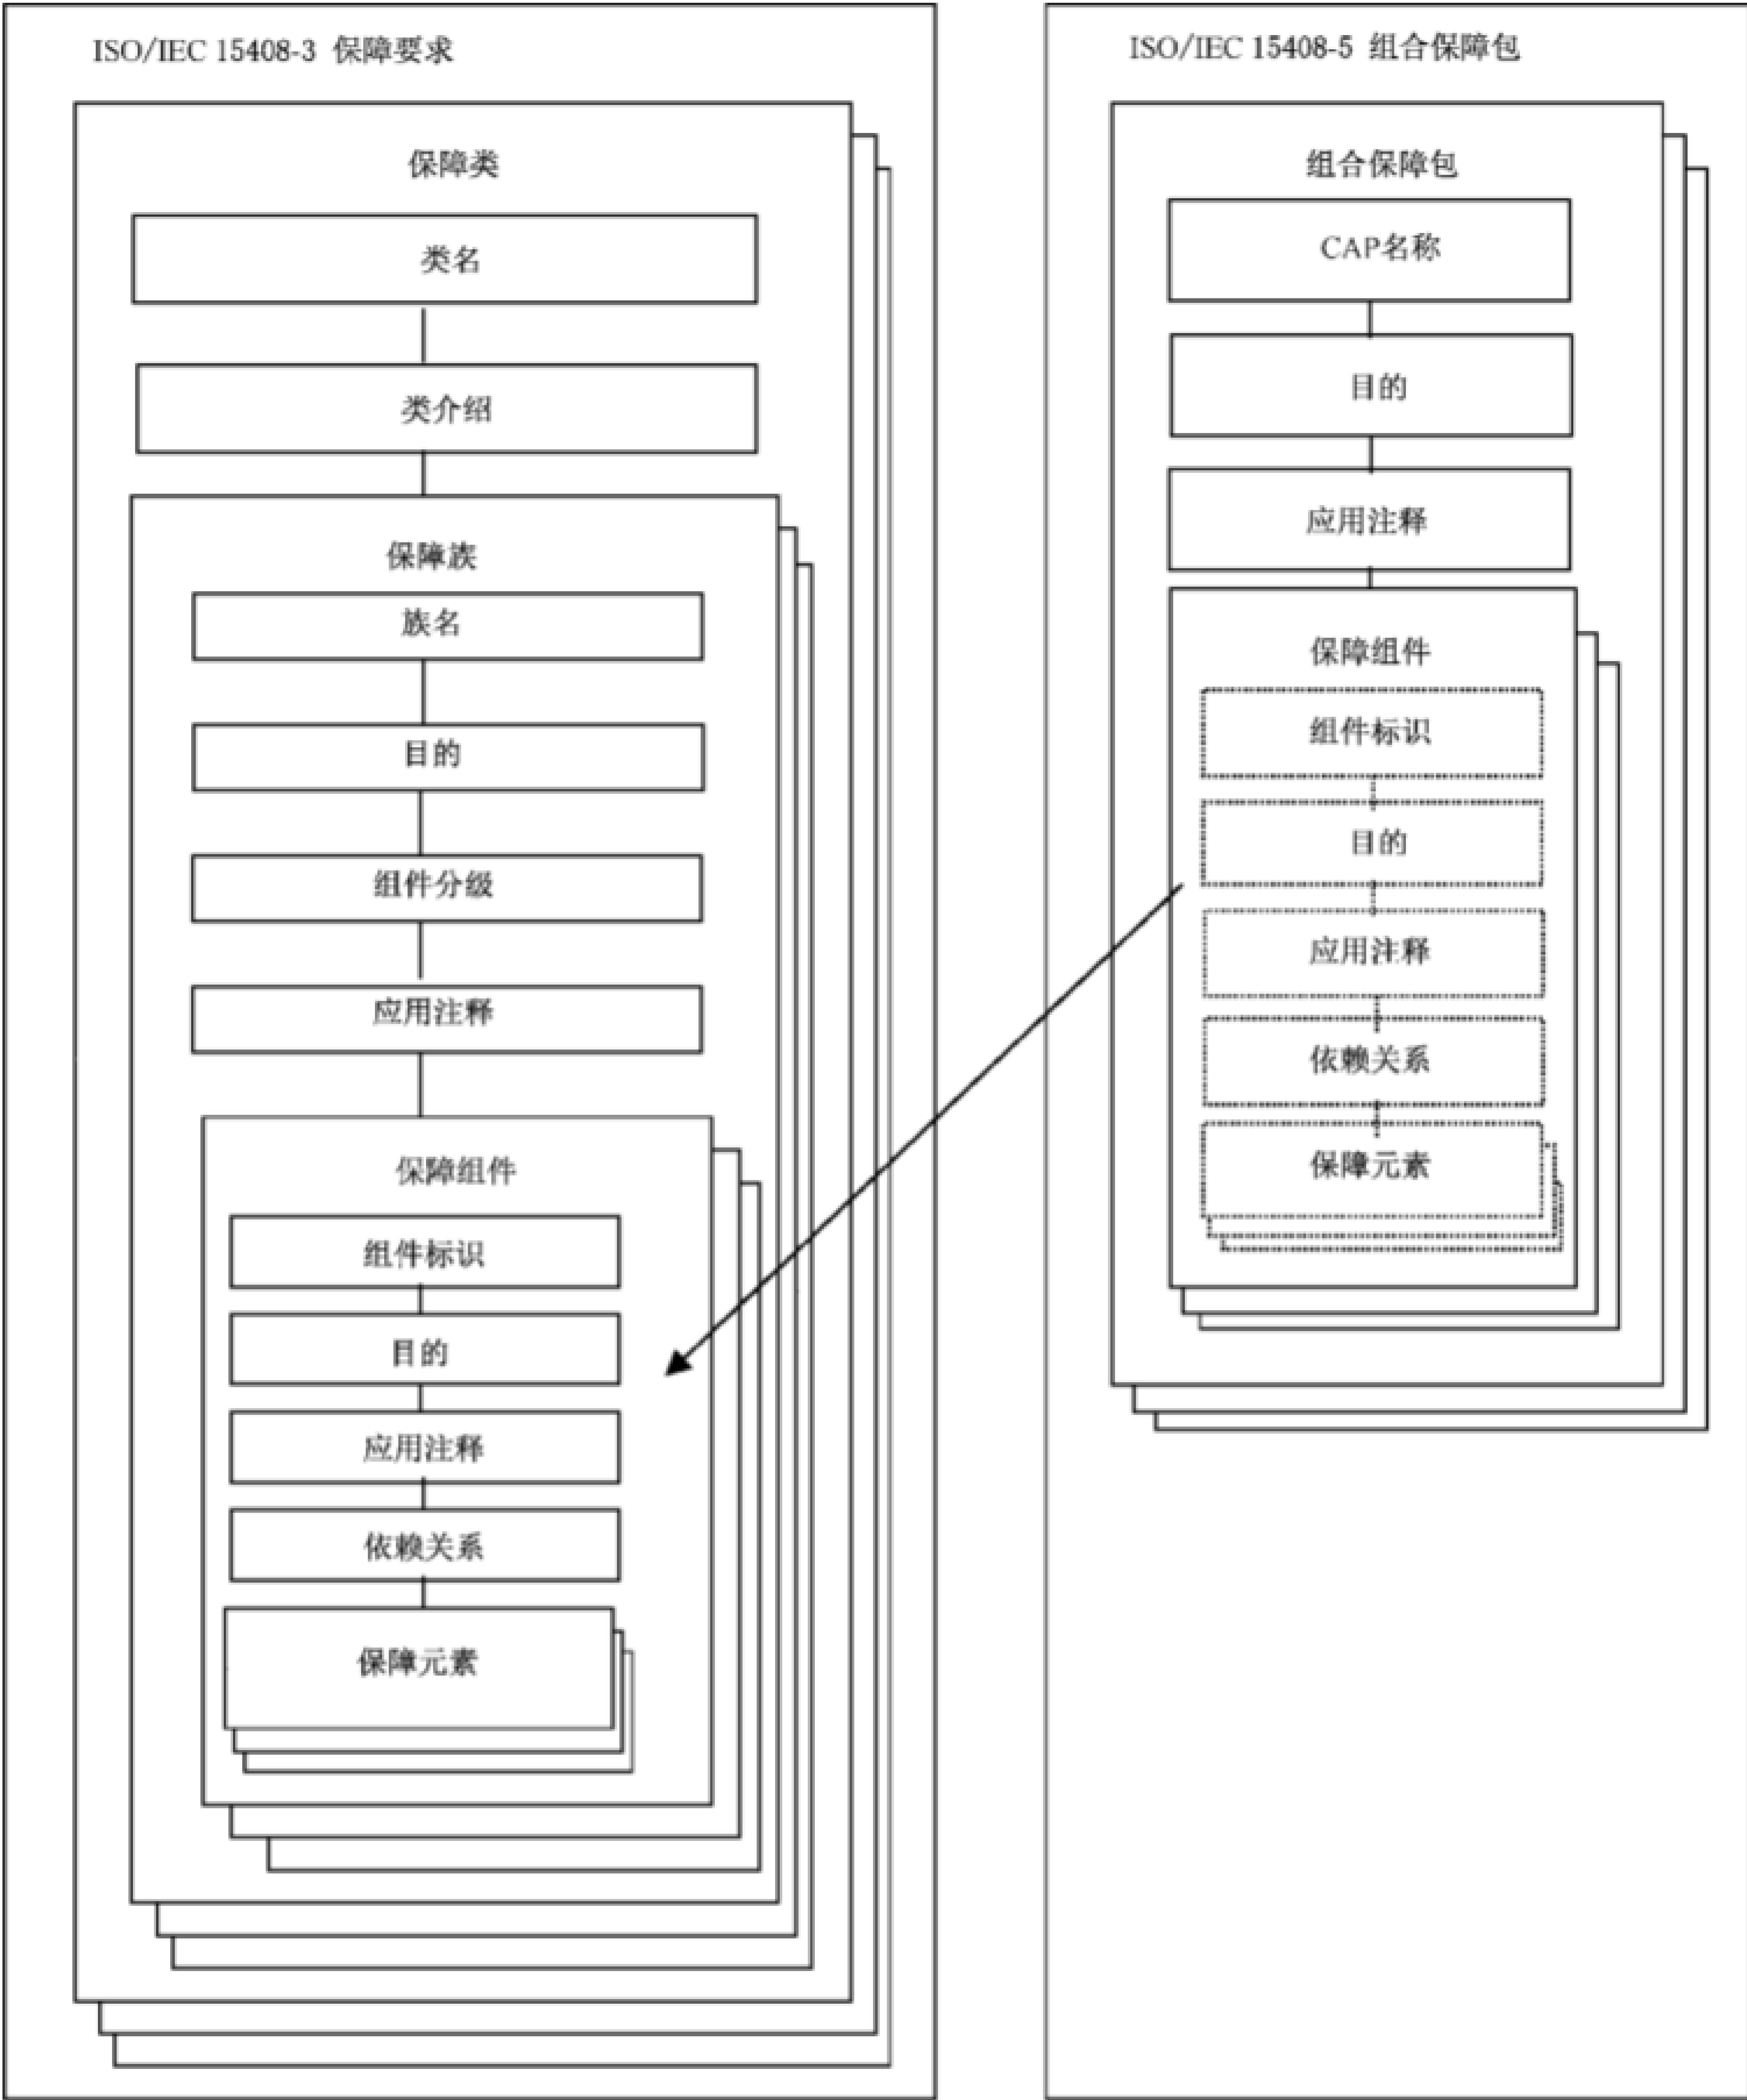 ISO/IEC 15408-3 保障要求
保障类
类名
类介绍
保障族
族名
目的
组件分级
应用注释
保障组件
组件标识
目的
应用注释
依赖关系
保障元素
ISO/IEC 15408-5 组合保障包
组合保障包
CAP名称
目的
应用注释
保障组件
组件标识
目的
应用注释
依赖关系
保障元素